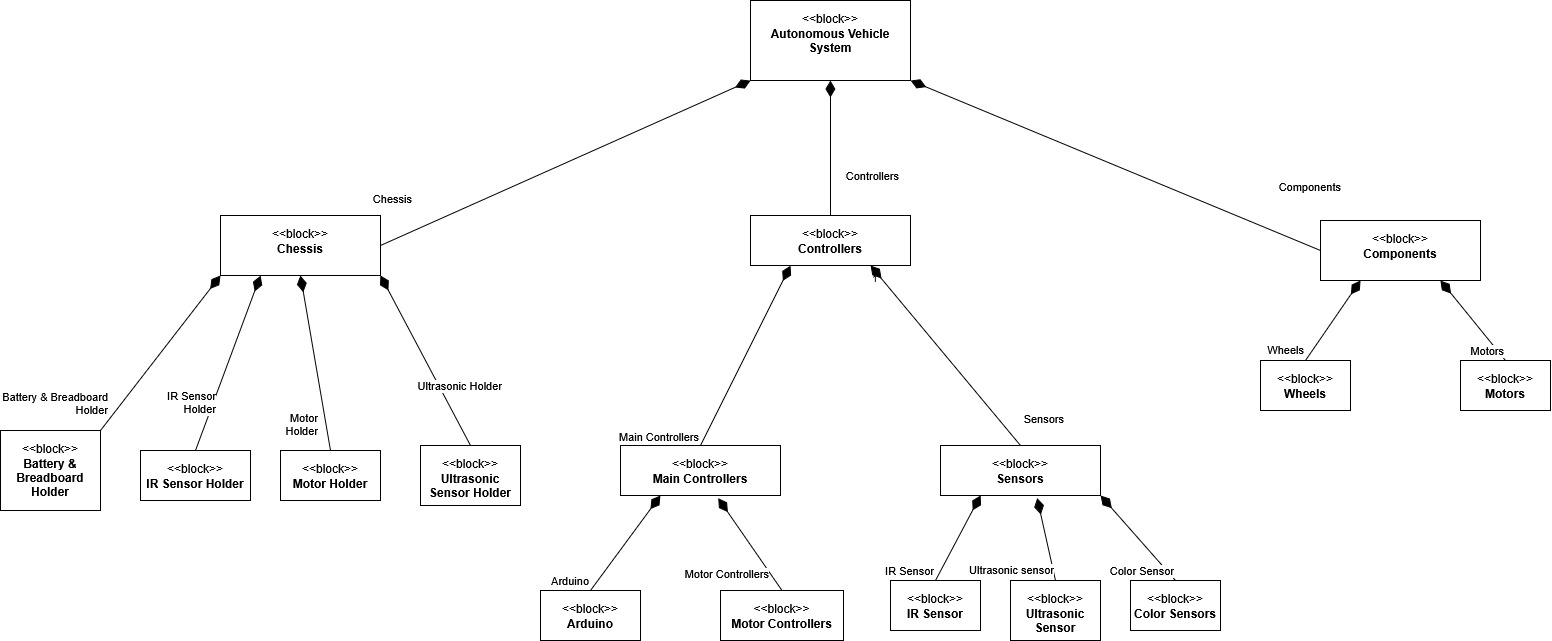 <<block>>
Autonomous Vehicle
System
Chessis
Controllers
Components
<<block>>
Chessis
<<block>>
Controllers
<<block>>
Components
Wheels
Motors
<<block>>
Wheels
<<block>>
Motors
Battery & Breadboard
Holder
IR Sensor
Holder
Motor
Holder
Ultrasonic Holder
Main Controllers
Sensors
<<block>>
Battery &
Breadboard
Holder
<<block>>
IR Sensor Holder
<<block>>
Motor Holder
<<block>>
Ultrasonic
Sensor Holder
<<block>>
Main Controllers
<<block>>
Sensors
Arduino
Motor Controllers
IR Sensor
Ultrasonic sensor
Color Sensor
<<block>>
Arduino
<<block>>
Motor Controllers
<<block>>
IR Sensor
<<block>>
Ultrasonic
Sensor
<<block>>
Color Sensors